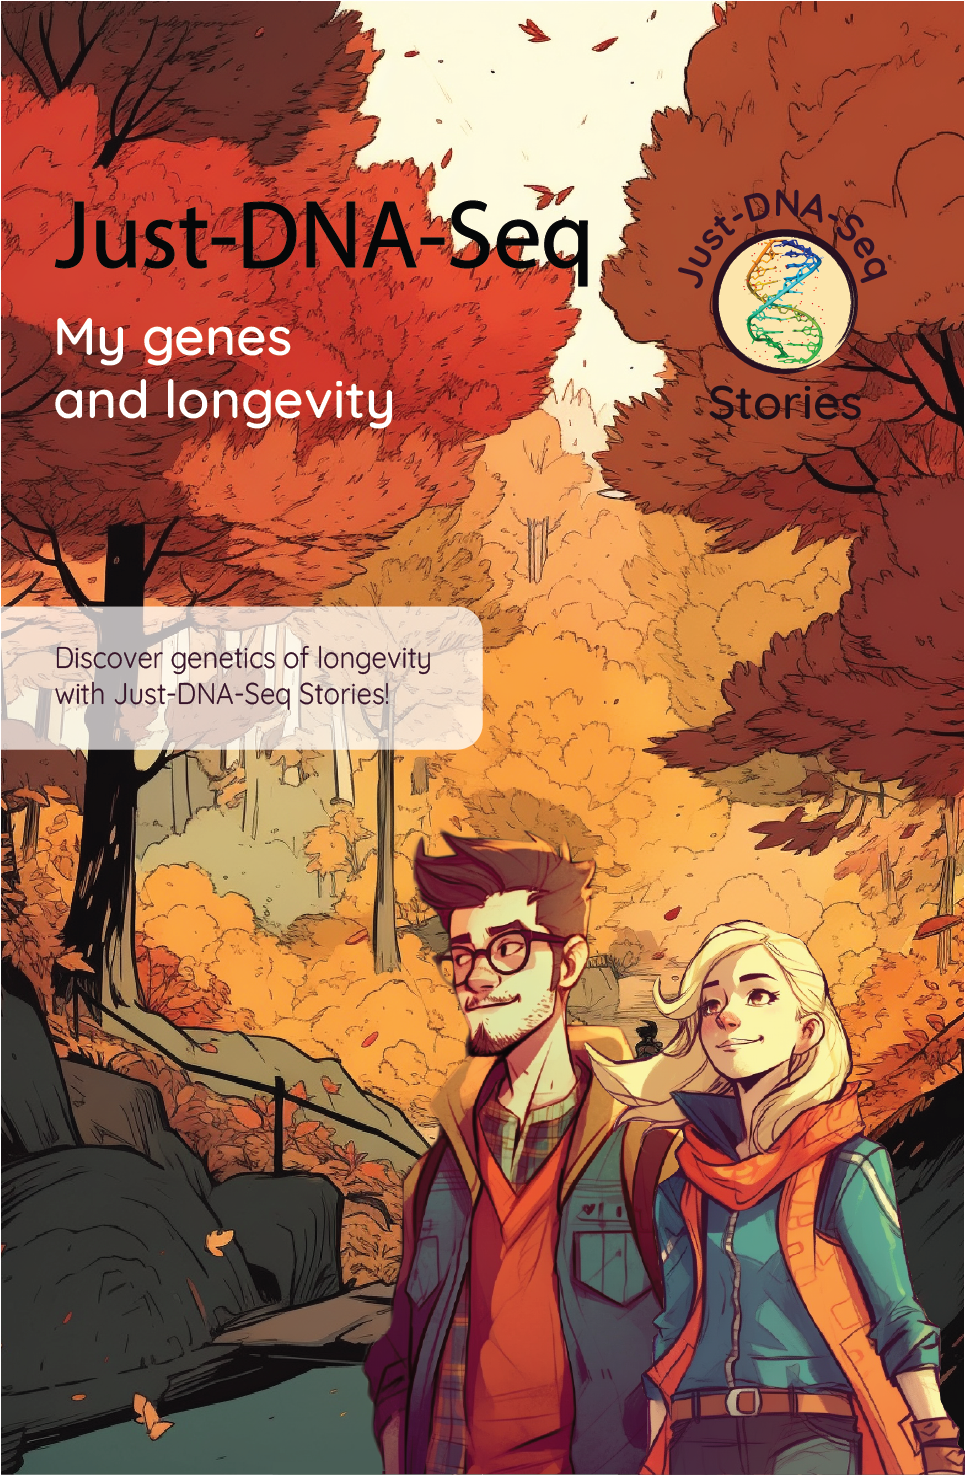 Just-DNA-Seq
My genes
and longevity
Just-DNA-Seq
Stories
Discover genetics of longevity
with Just-DNA-Seq Stories!